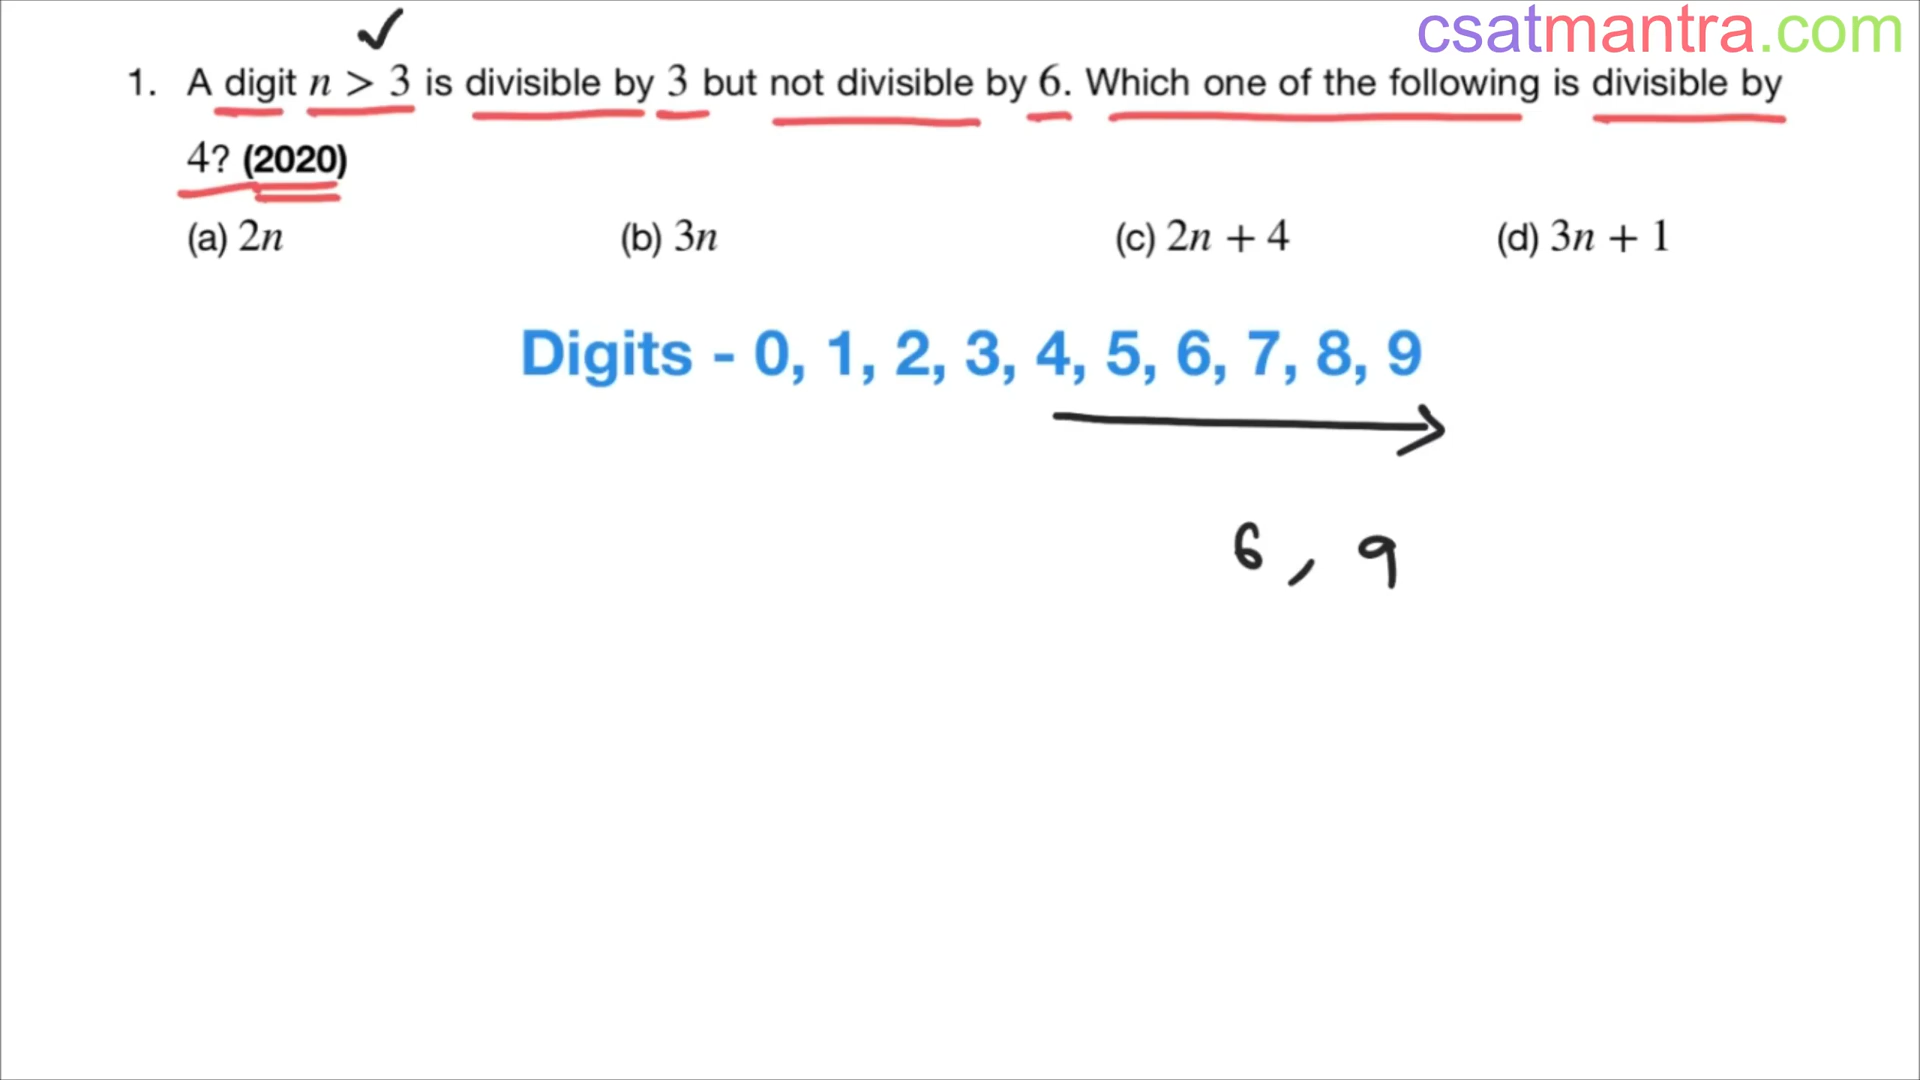 csatmantra.com
1. A digit n > 3 is divisible by 3 but not divisible by 6. Which one of the following is divisible by
4? (2020)
(a) 2n (b) 3n (c) 2n + 4 (d) 3n + 1
Digits - 0, 1, 2, 3, 4, 5, 6, 7, 8, 9
6, 9